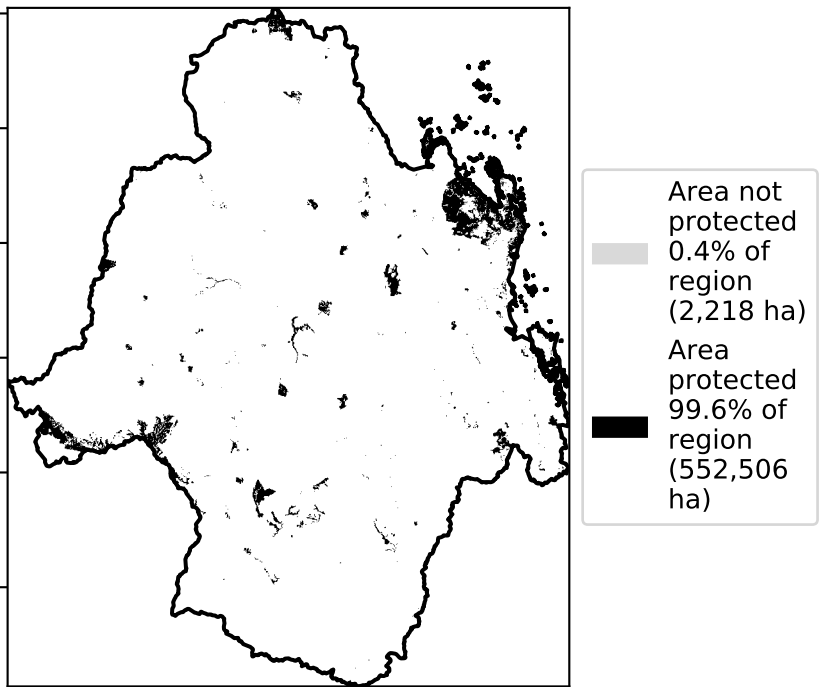 Area not
protected
0.4% of
region
(2,218 ha)
Area
protected
99.6% of
region
(552,506
ha)